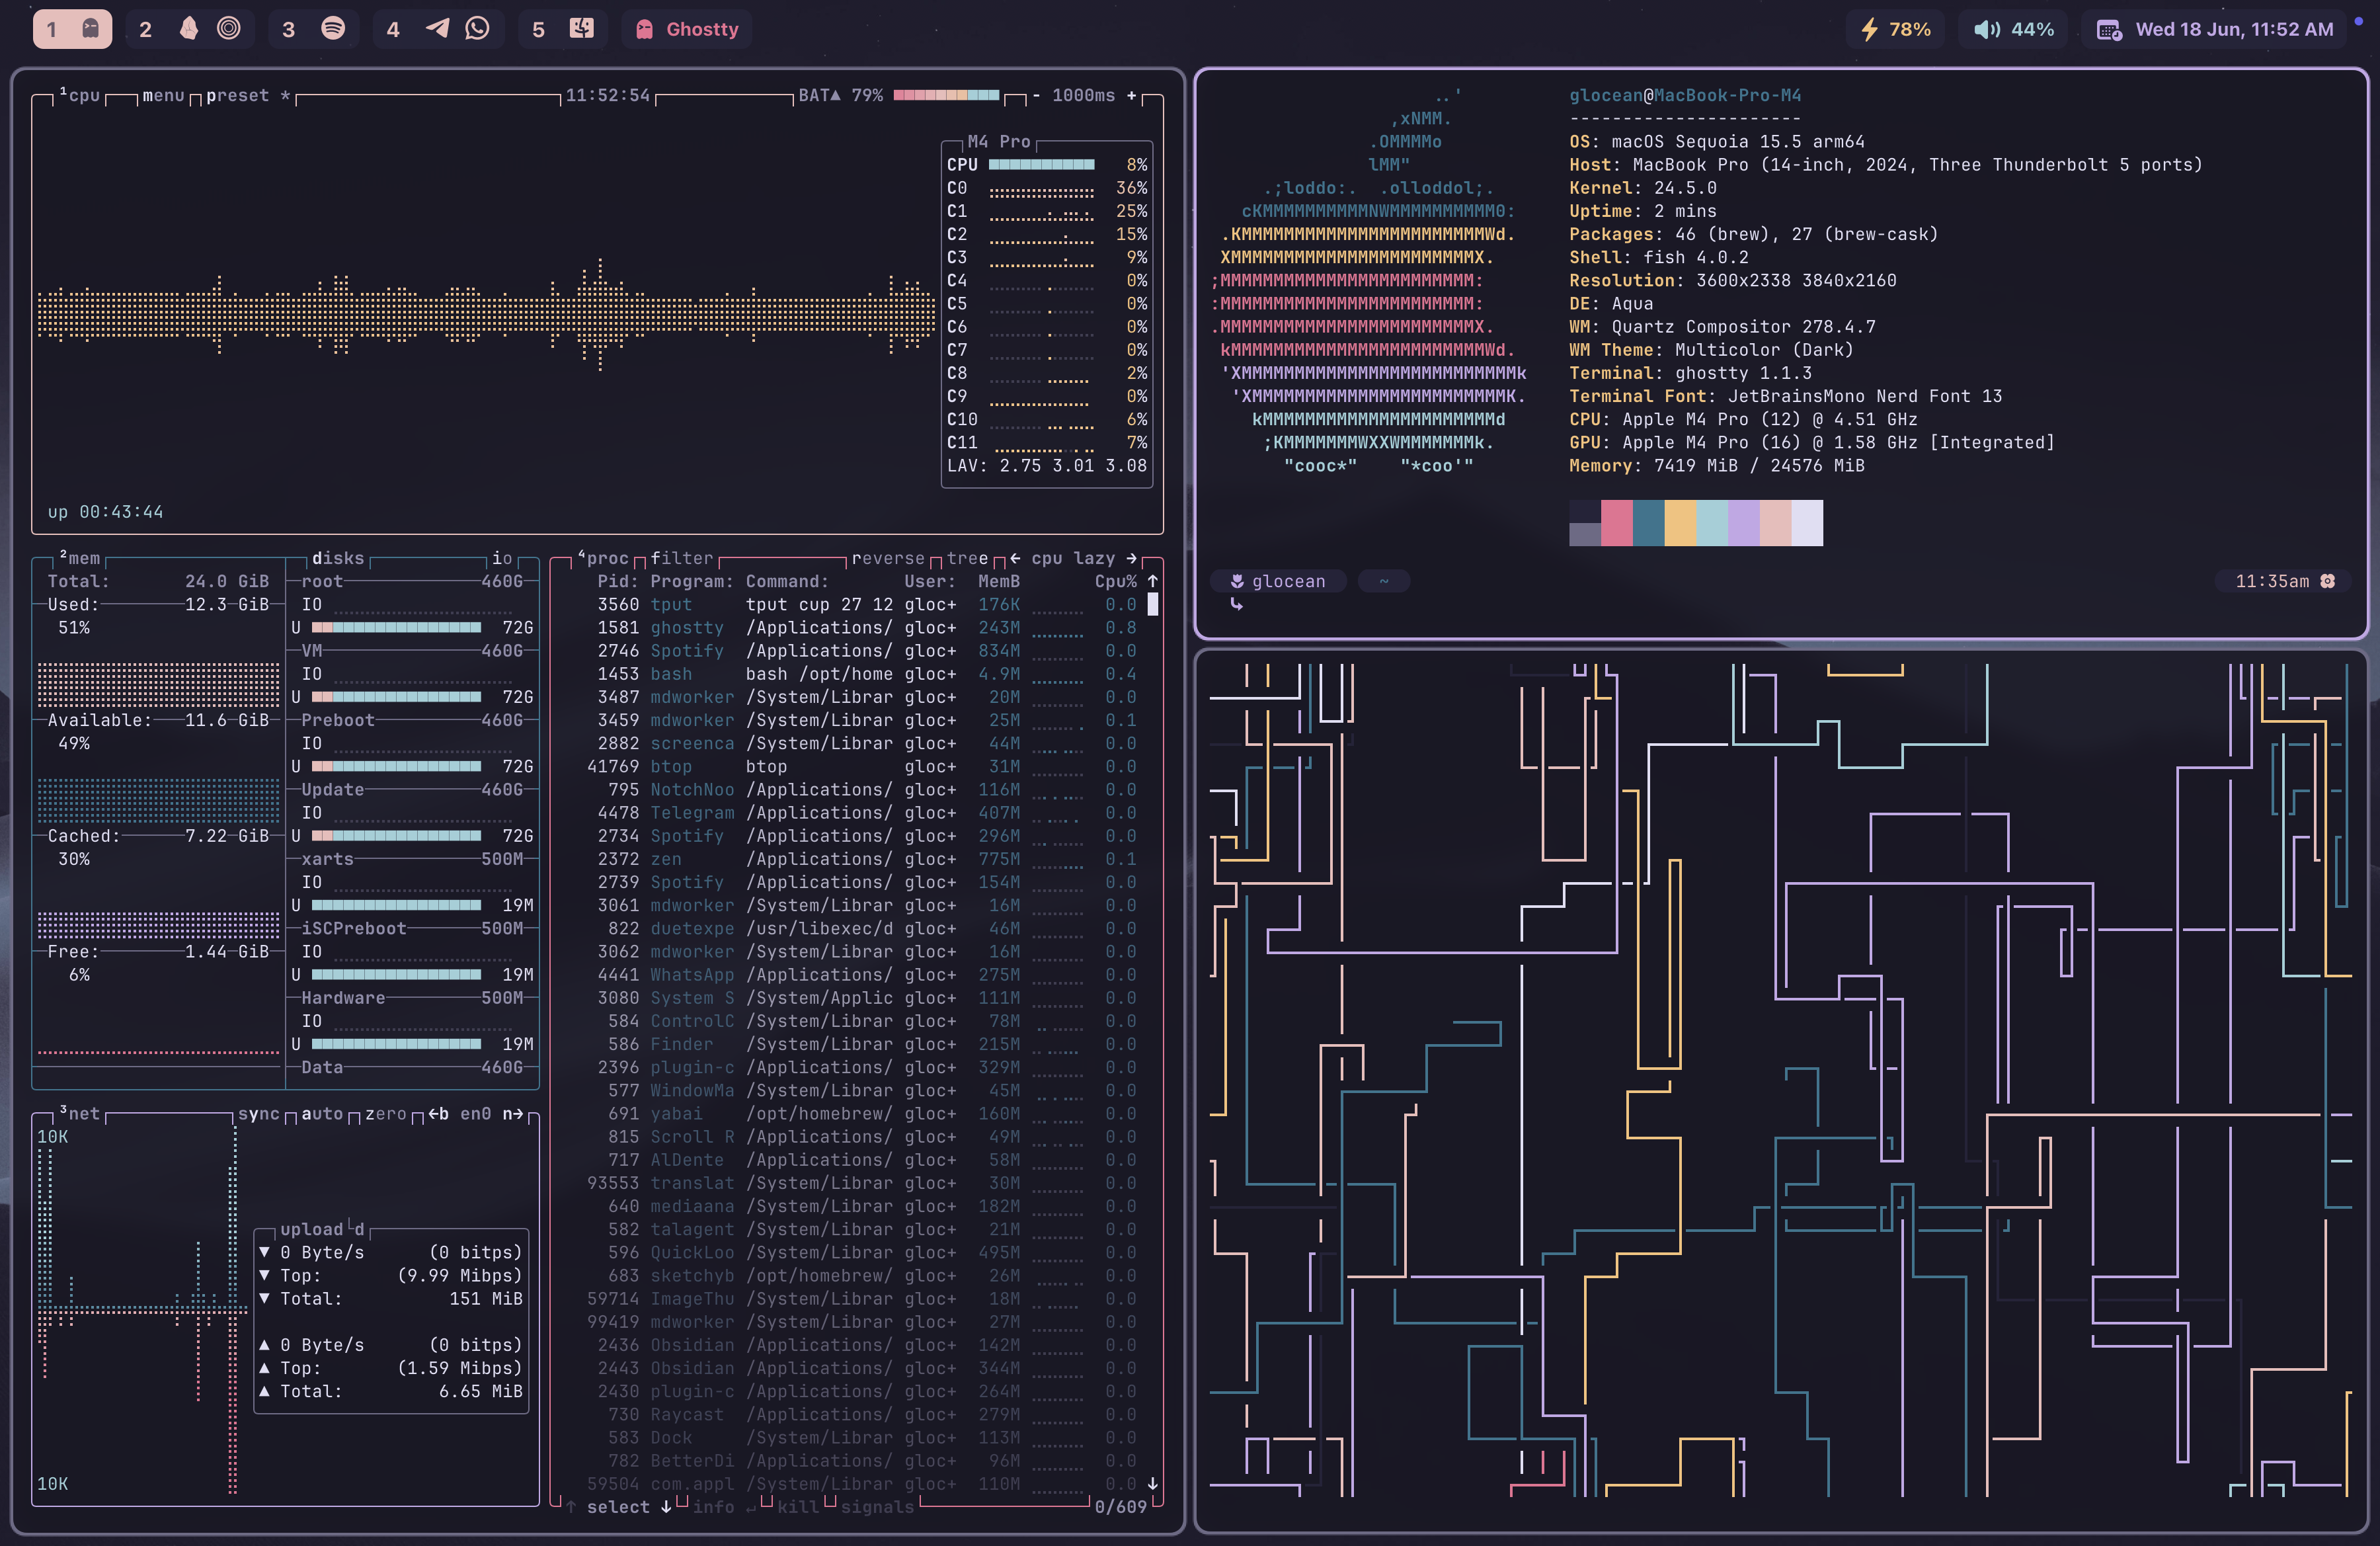 1 2 3 4 5 Ghostty 78% 44% Wed 18 Jun, 11:52 AM
¹cpu menu preset * 11:52:54 BAT▲ 79% - 1000ms +
M4 Pro
CPU 8%
C0 36%
C1 25%
C2 15%
C3 9%
C4 0%
C5 0%
C6 0%
C7 0%
C8 2%
C9 0%
C10 6%
C11 7%
LAV: 2.75 3.01 3.08
up 00:43:44
²mem
Total: 24.0 GiB
Used: 12.3 GiB
51%
Available: 11.6 GiB
49%
Cached: 7.22 GiB
30%
Free: 1.44 GiB
6%
disks io
root 460G
IO
U 72G
VM 460G
IO
U 72G
Preboot 460G
IO
U 72G
Update 460G
IO
U 72G
xarts 500M
IO
U 19M
iSCPreboot 500M
IO
U 19M
Hardware 500M
IO
U 19M
Data 460G
³net sync auto zero ←b en0 n→
10K
upload d
▼ 0 Byte/s (0 bitps)
▼ Top: (9.99 Mibps)
▼ Total: 151 MiB
▲ 0 Byte/s (0 bitps)
▲ Top: (1.59 Mibps)
▲ Total: 6.65 MiB
10K
⁴proc filter reverse tree ← cpu lazy →
Pid: Program: Command: User: MemB Cpu% ↑
3560 tput tput cup 27 12 gloc+ 176K 0.0
1581 ghostty /Applications/ gloc+ 243M 0.8
2746 Spotify /Applications/ gloc+ 834M 0.0
1453 bash bash /opt/home gloc+ 4.9M 0.4
3487 mdworker /System/Librar gloc+ 20M 0.0
3459 mdworker /System/Librar gloc+ 25M 0.1
2882 screenca /System/Librar gloc+ 44M 0.0
41769 btop btop gloc+ 31M 0.0
795 NotchNoo /Applications/ gloc+ 116M 0.0
4478 Telegram /Applications/ gloc+ 407M 0.0
2734 Spotify /Applications/ gloc+ 296M 0.0
2372 zen /Applications/ gloc+ 775M 0.1
2739 Spotify /Applications/ gloc+ 154M 0.0
3061 mdworker /System/Librar gloc+ 16M 0.0
822 duetexpe /usr/libexec/d gloc+ 46M 0.0
3062 mdworker /System/Librar gloc+ 16M 0.0
4441 WhatsApp /Applications/ gloc+ 275M 0.0
3080 System S /System/Applic gloc+ 111M 0.0
584 ControlC /System/Librar gloc+ 78M 0.0
586 Finder /System/Librar gloc+ 215M 0.0
2396 plugin-c /Applications/ gloc+ 329M 0.0
577 WindowMa /System/Librar gloc+ 45M 0.0
691 yabai /opt/homebrew/ gloc+ 160M 0.0
815 Scroll R /Applications/ gloc+ 49M 0.0
717 AlDente /Applications/ gloc+ 58M 0.0
93553 translat /System/Librar gloc+ 30M 0.0
640 mediaana /System/Librar gloc+ 182M 0.0
582 talagent /System/Librar gloc+ 21M 0.0
596 QuickLoo /System/Librar gloc+ 495M 0.0
683 sketchyb /opt/homebrew/ gloc+ 26M 0.0
59714 ImageThu /System/Librar gloc+ 18M 0.0
99419 mdworker /System/Librar gloc+ 27M 0.0
2436 Obsidian /Applications/ gloc+ 142M 0.0
2443 Obsidian /Applications/ gloc+ 344M 0.0
2430 plugin-c /Applications/ gloc+ 264M 0.0
730 Raycast /Applications/ gloc+ 279M 0.0
583 Dock /System/Librar gloc+ 113M 0.0
782 BetterDi /Applications/ gloc+ 96M 0.0
59504 com.appl /System/Librar gloc+ 110M 0.0 ↓
↑ select ↓ info ↵ kill signals 0/609
..'
,xNMM.
.OMMMMo
lMM"
.;loddo:. .olloddol;.
cKMMMMMMMMMMNWMMMMMMMMMM0:
.KMMMMMMMMMMMMMMMMMMMMMMMWd.
XMMMMMMMMMMMMMMMMMMMMMMMX.
;MMMMMMMMMMMMMMMMMMMMMMMM:
:MMMMMMMMMMMMMMMMMMMMMMMM:
.MMMMMMMMMMMMMMMMMMMMMMMMX.
kMMMMMMMMMMMMMMMMMMMMMMMMWd.
'XMMMMMMMMMMMMMMMMMMMMMMMMMMk
'XMMMMMMMMMMMMMMMMMMMMMMMMK.
kMMMMMMMMMMMMMMMMMMMMMMd
;KMMMMMMMWXXWMMMMMMMk.
"cooc*" "*coo'"
glocean@MacBook-Pro-M4
----------------------
OS: macOS Sequoia 15.5 arm64
Host: MacBook Pro (14-inch, 2024, Three Thunderbolt 5 ports)
Kernel: 24.5.0
Uptime: 2 mins
Packages: 46 (brew), 27 (brew-cask)
Shell: fish 4.0.2
Resolution: 3600x2338 3840x2160
DE: Aqua
WM: Quartz Compositor 278.4.7
WM Theme: Multicolor (Dark)
Terminal: ghostty 1.1.3
Terminal Font: JetBrainsMono Nerd Font 13
CPU: Apple M4 Pro (12) @ 4.51 GHz
GPU: Apple M4 Pro (16) @ 1.58 GHz [Integrated]
Memory: 7419 MiB / 24576 MiB
glocean ~ 11:35am